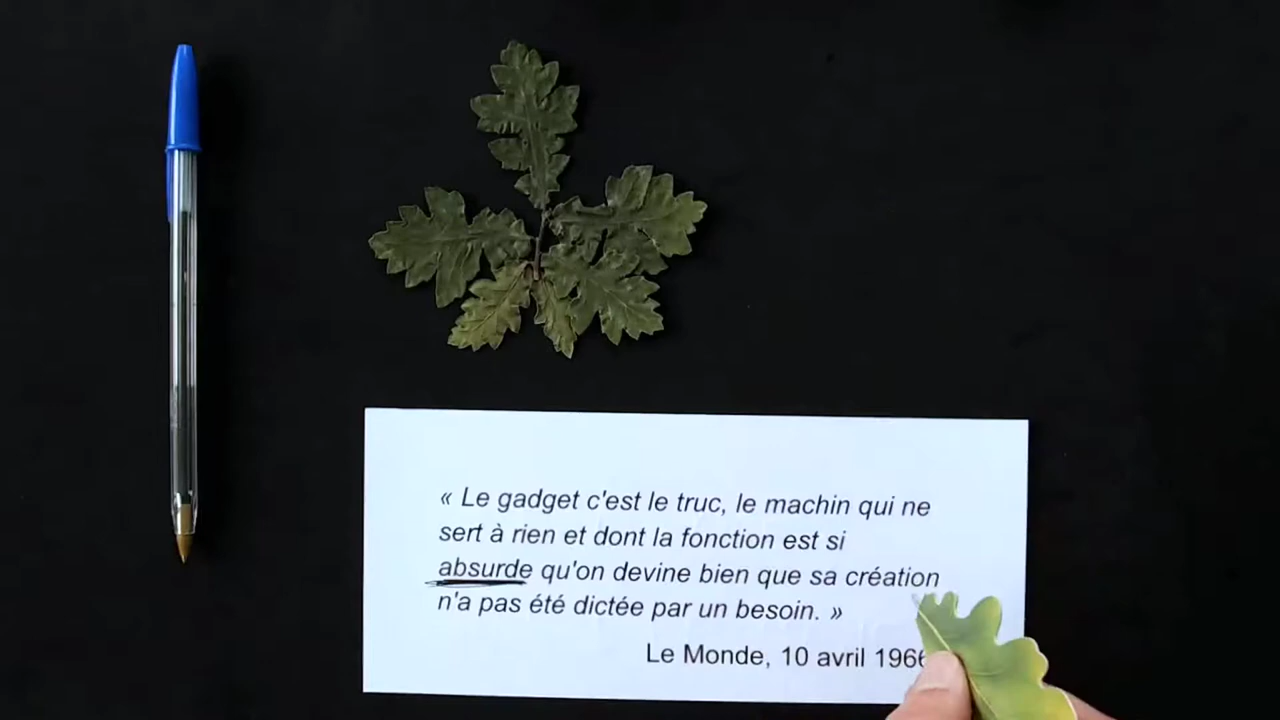 « Le gadget c'est le truc, le machin qui ne
sert à rien et dont la fonction est si
absurde qu'on devine bien que sa création
n'a pas été dictée par un besoin. »
Le Monde, 10 avril 1966